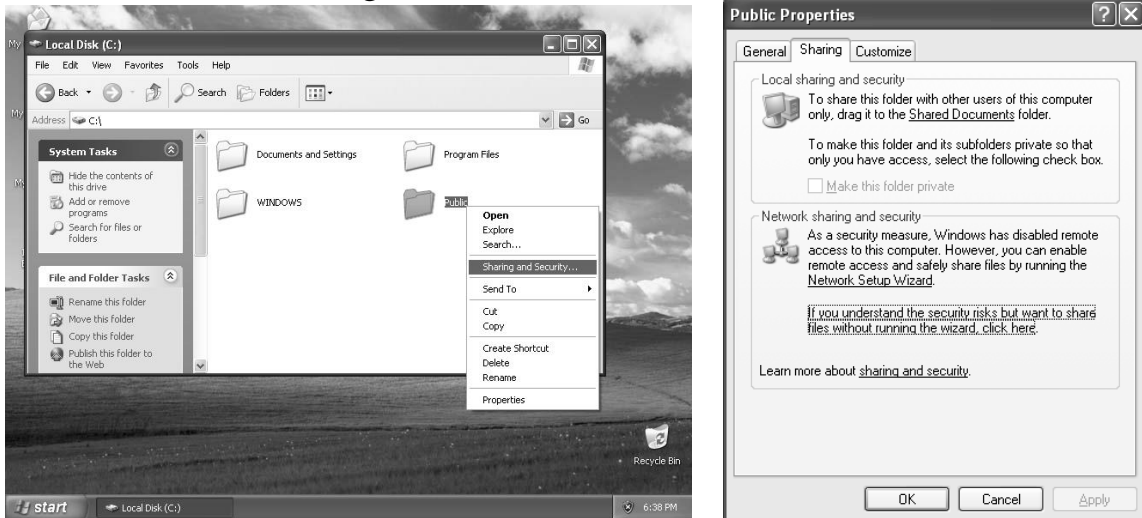 My
Local Disk (C:)
File Edit View Favorites Tools Help
Back Search Folders
Address C:\ Go
My
System Tasks
Hide the contents of
this drive
Add or remove
programs
Search for files or
folders
My
File and Folder Tasks
Rename this folder
Move this folder
Copy this folder
Publish this folder to
the Web
Documents and Settings
Program Files
WINDOWS
Public
Open
Explore
Search...
Sharing and Security...
Send To
Cut
Copy
Create Shortcut
Delete
Rename
Properties
Recycle Bin
start Local Disk (C:) 6:38 PM
Public Properties
General Sharing Customize
Local sharing and security
To share this folder with other users of this computer
only, drag it to the Shared Documents folder.
To make this folder and its subfolders private so that
only you have access, select the following check box.
Make this folder private
Network sharing and security
As a security measure, Windows has disabled remote
access to this computer. However, you can enable
remote access and safely share files by running the
Network Setup Wizard.
If you understand the security risks but want to share
files without running the wizard, click here.
Learn more about sharing and security.
OK Cancel Apply